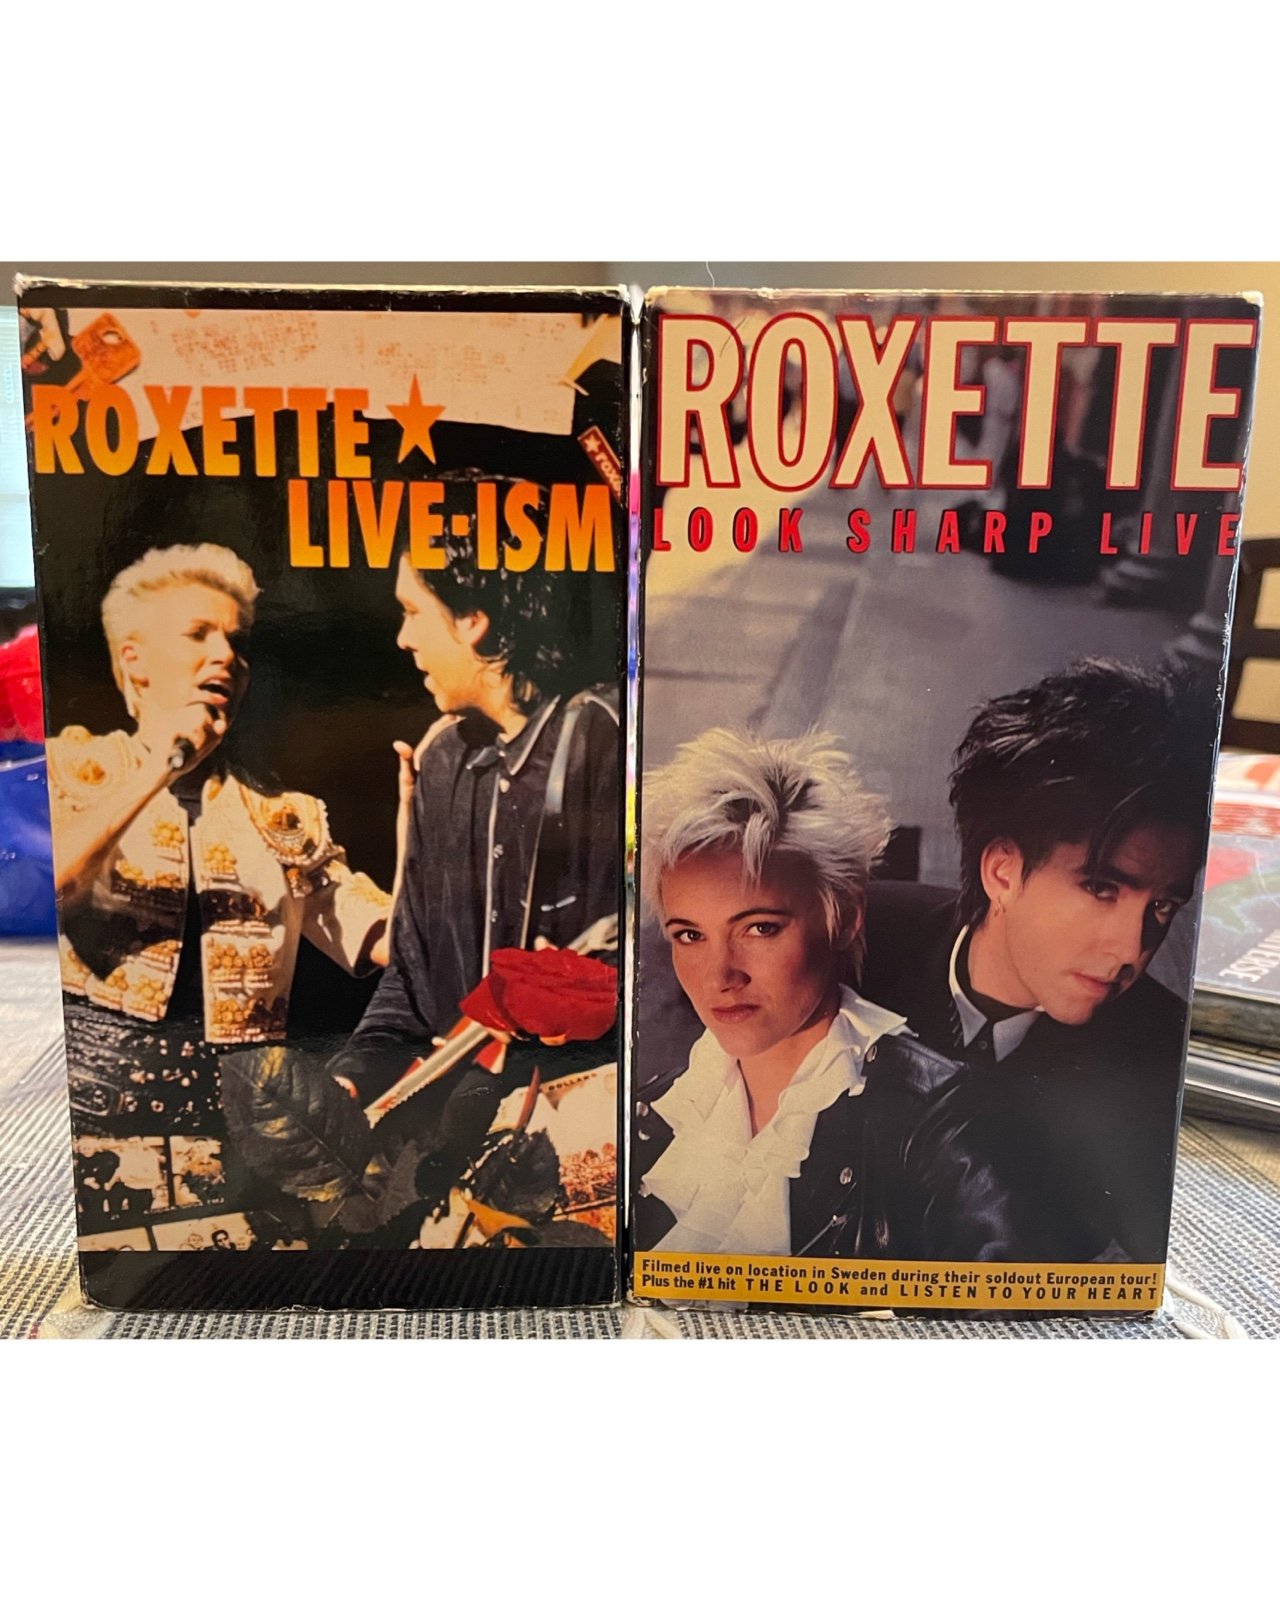 ROXETTE★
LIVE-ISM
ROXETTE
LOOK SHARP LIVE
Filmed live on location in Sweden during their soldout European tour!
Plus the #1 hit THE LOOK and LISTEN TO YOUR HEART